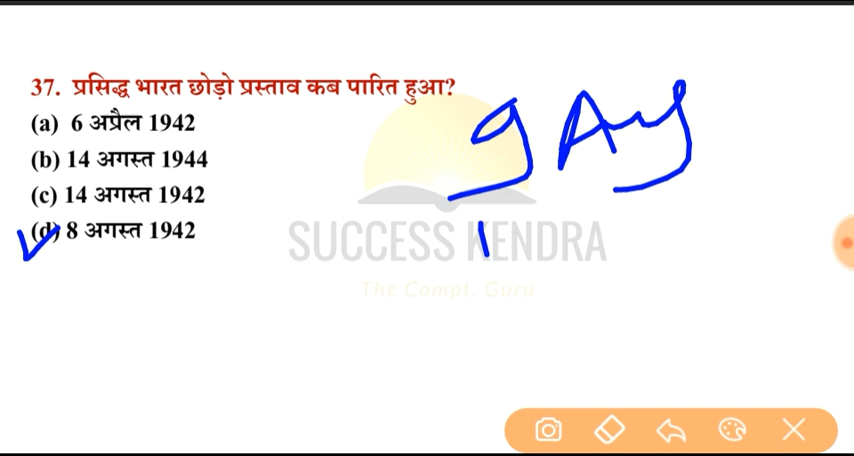 37. प्रसिद्ध भारत छोड़ो प्रस्ताव कब पारित हुआ?
(a) 6 अप्रैल 1942
(b) 14 अगस्त 1944
(c) 14 अगस्त 1942
(d) 8 अगस्त 1942
9 Aug
1
SUCCESS KENDRA
The Compt. Guru